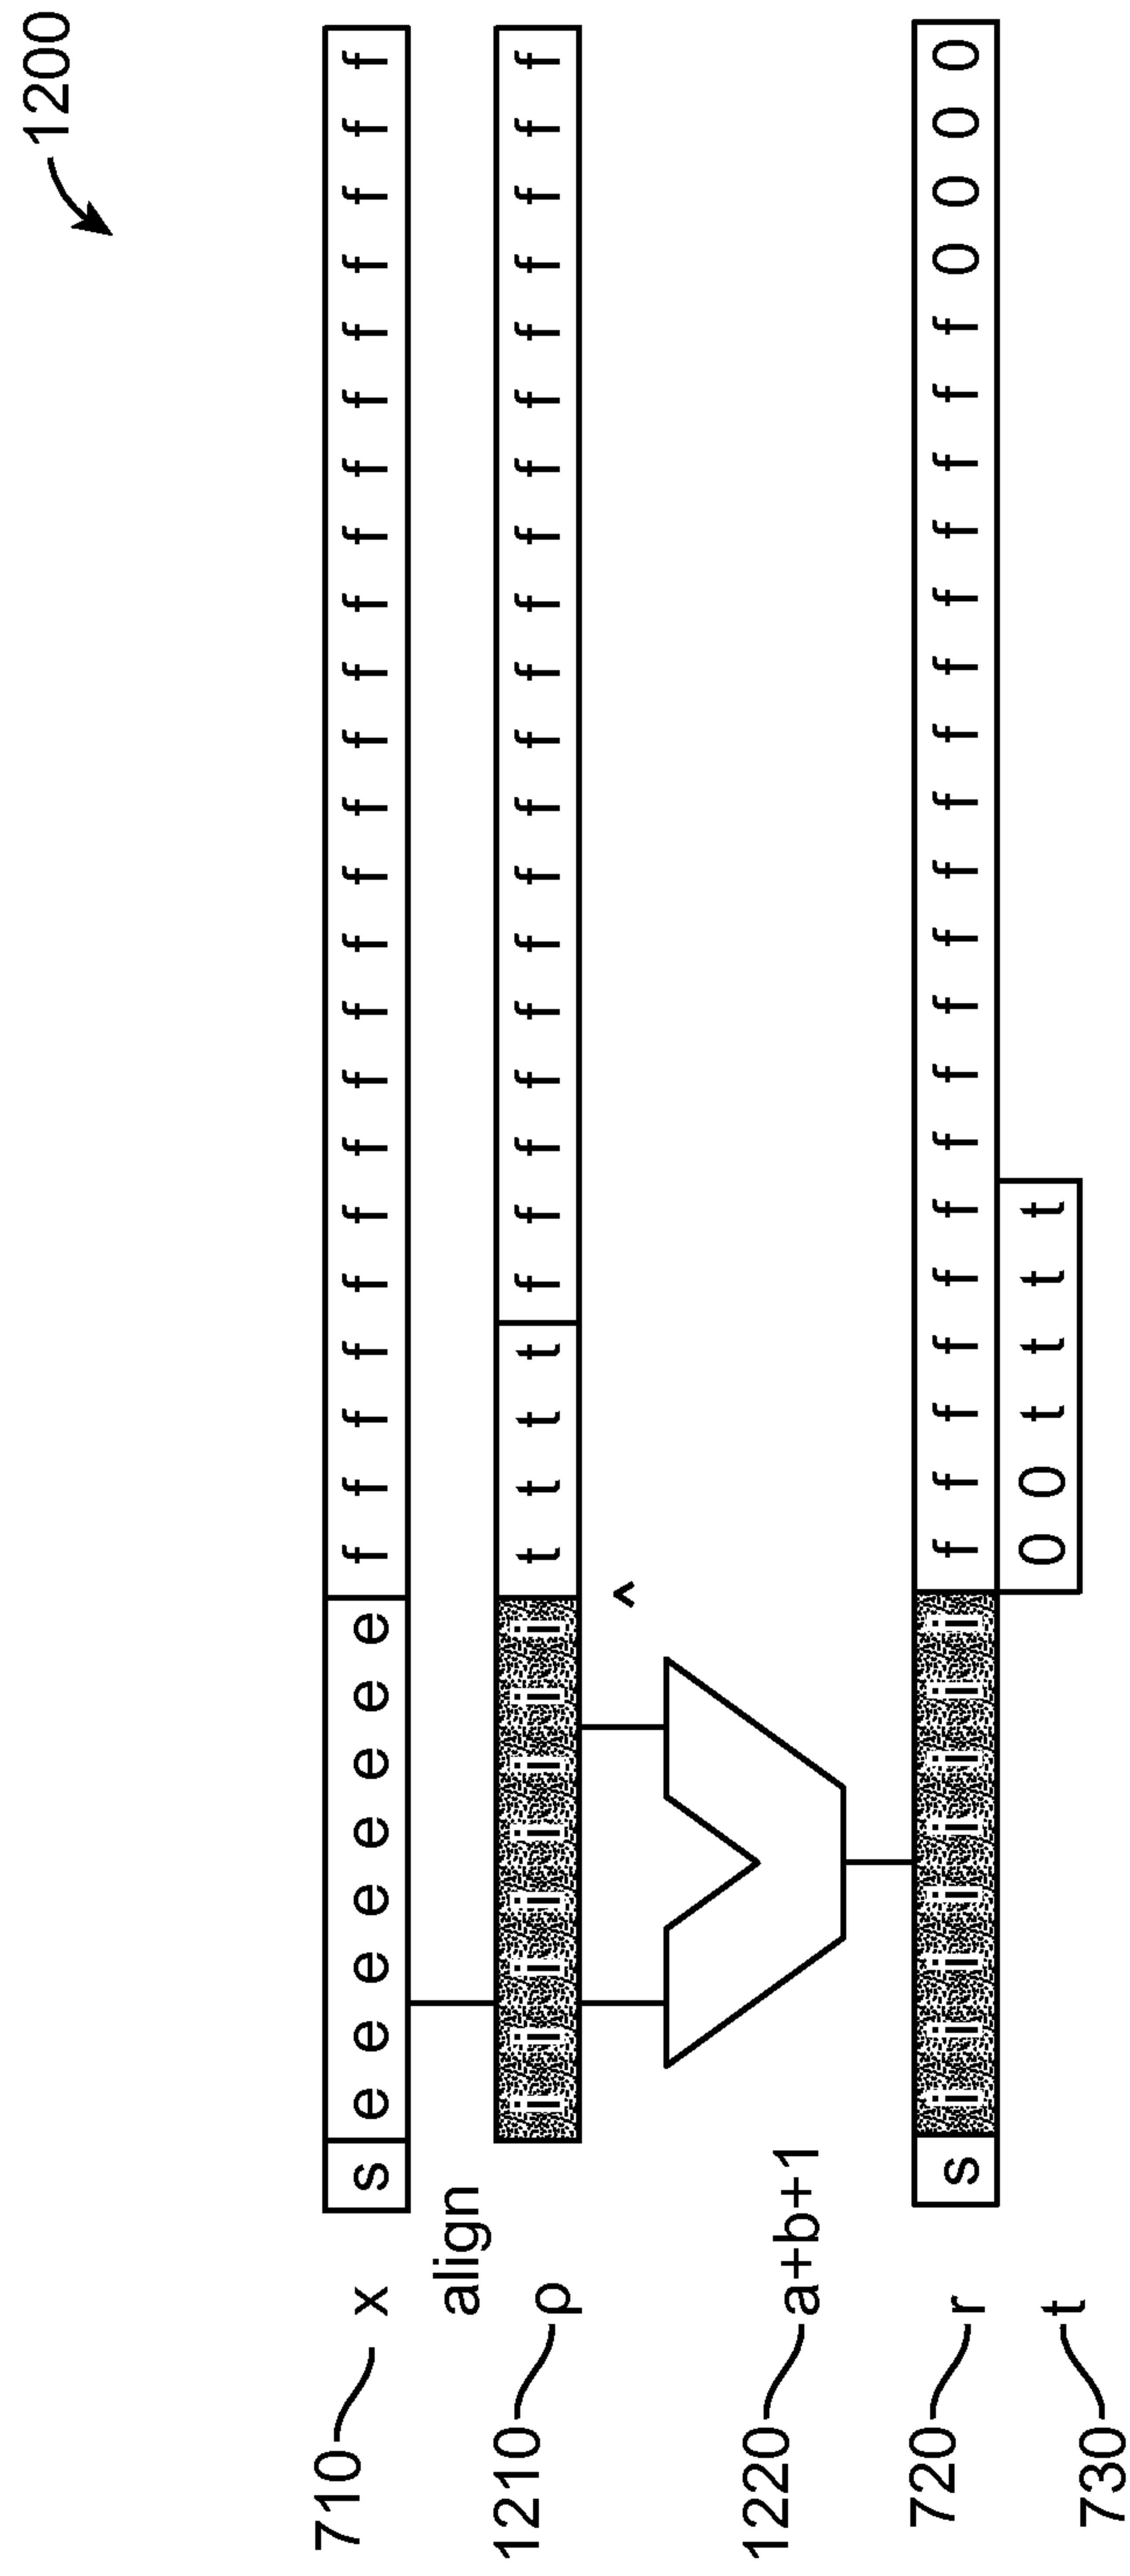 1200
710 x s e e e e e e e e f f f f f f f f f f f f f f f f f f f f f f f
align
1210 ρ i i i i i i i i t t t t f f f f f f f f f f f f f f f f f f f
^
1220 a+b+1
720 r s i i i i i i i i f f f f f f f f f f f f f f f f f f f 0 0 0 0
730 t 0 0 t t t t